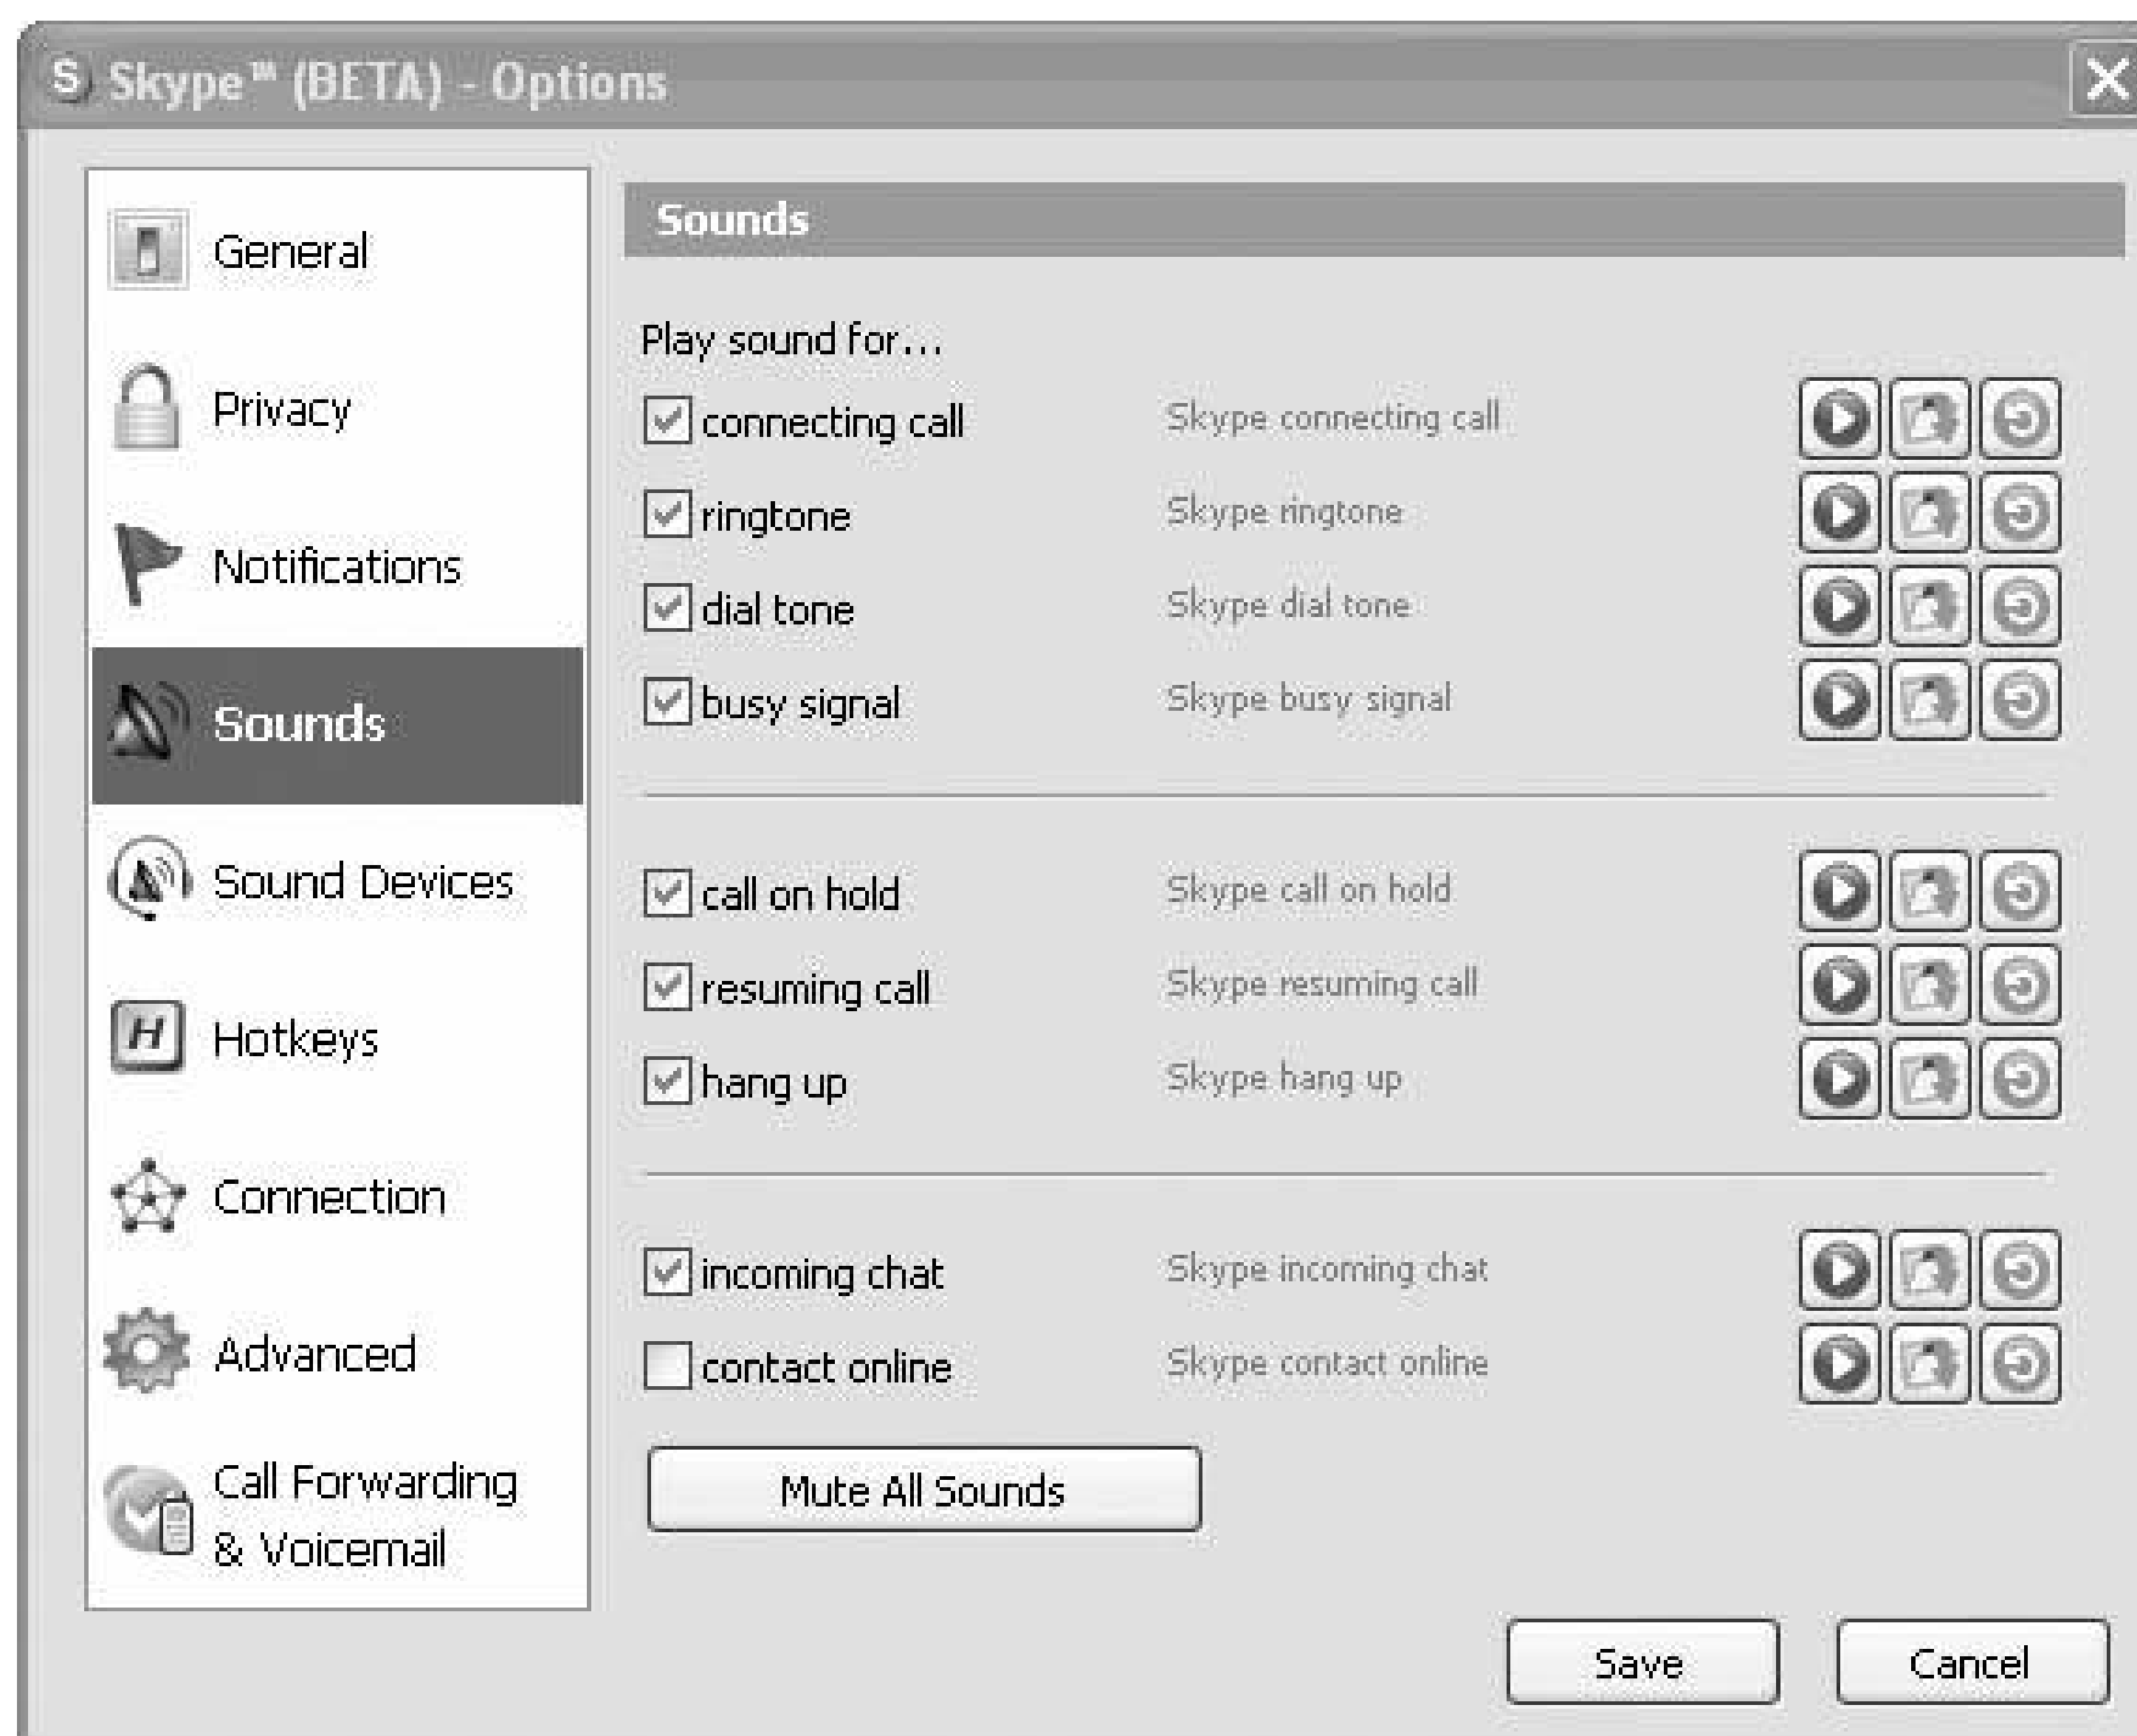 S Skype™ (BETA) - Options
General
Privacy
Notifications
Sounds
Sound Devices
H Hotkeys
Connection
Advanced
Call Forwarding
& Voicemail
Sounds
Play sound for...
connecting call Skype connecting call
ringtone Skype ringtone
dial tone Skype dial tone
busy signal Skype busy signal
call on hold Skype call on hold
resuming call Skype resuming call
hang up Skype hang up
incoming chat Skype incoming chat
contact online Skype contact online
Mute All Sounds
Save Cancel